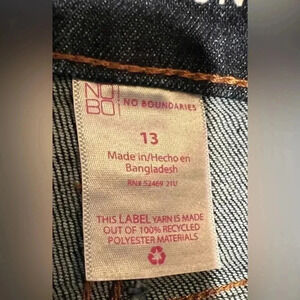 NO
BO
NO BOUNDARIES
13
Made in/Hecho en
Bangladesh
RN# 52469 21U
THIS LABEL YARN IS MADE
OUT OF 100% RECYCLED
POLYESTER MATERIALS